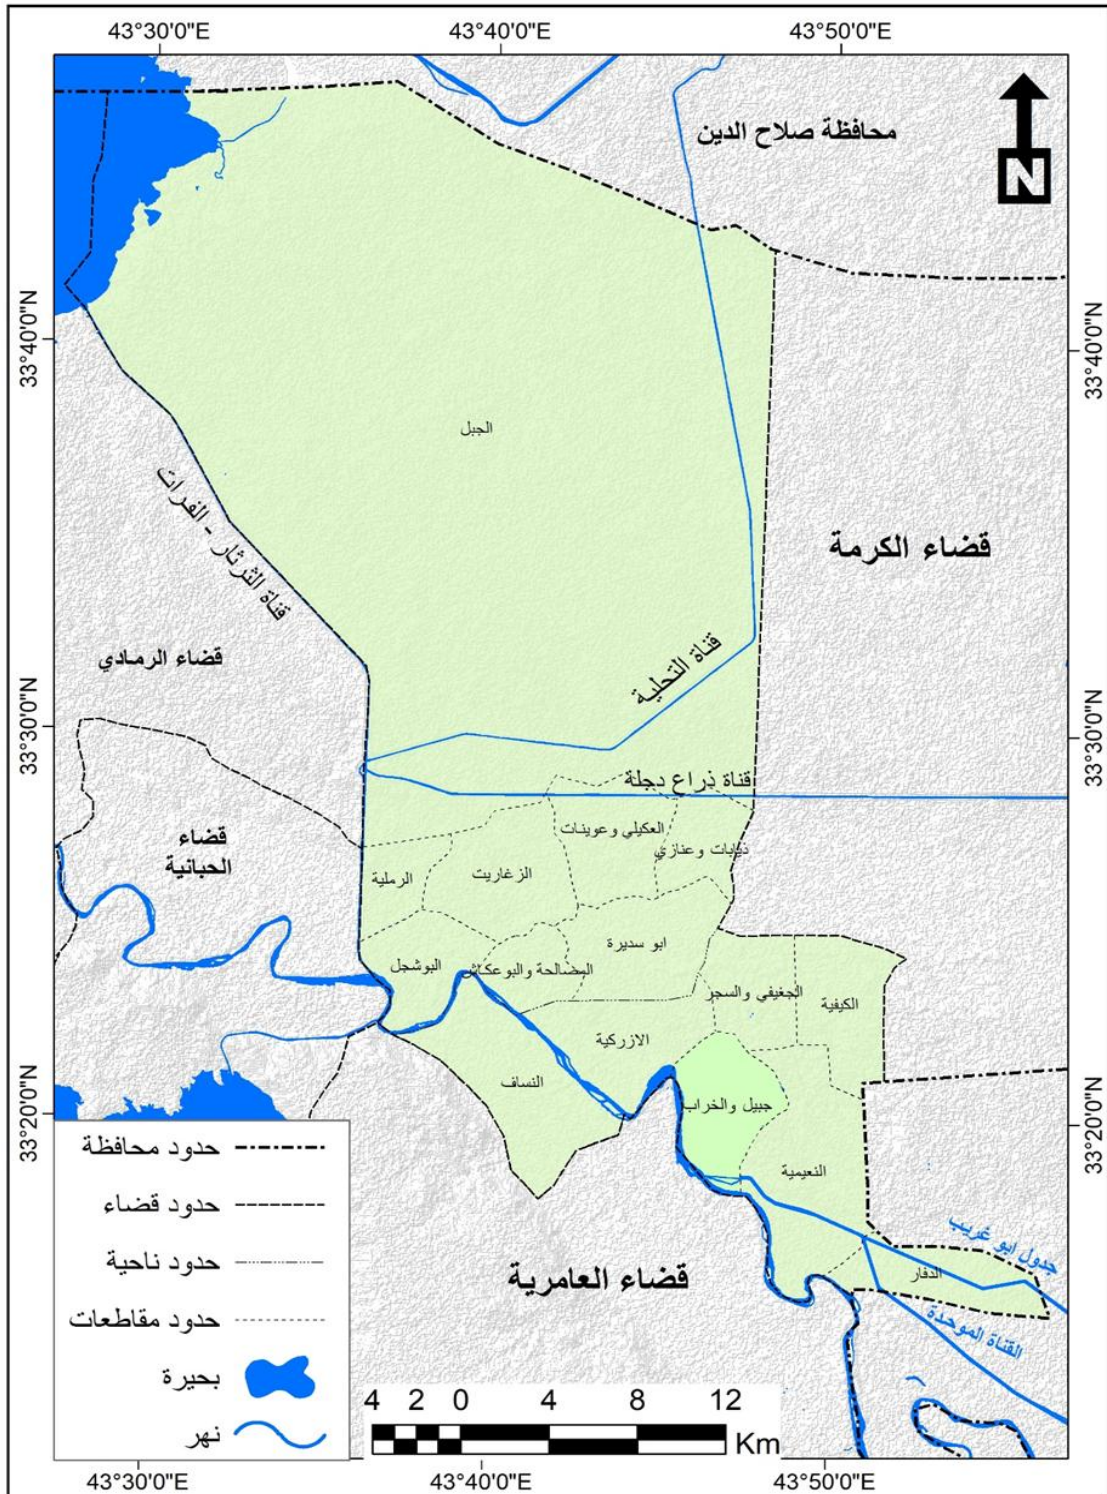 43°30'0"E
43°40'0"E
43°50'0"E
محافظة صلاح الدين
N
33°40'0"N
33°40'0"N
الجبل
قناة الثرثار - الفرات
قضاء الكرمة
قضاء الرمادي
قناة التحلية
33°30'0"N
33°30'0"N
قناة ذراع دجلة
قضاء
الحبانية
العكيلي وعوينات
ذيابات وعنازي
الزغاريت
الرملية
ابو سديرة
البوشجل
المضالحة والبوعكاش
الجغيفي والسجر
الكيفية
الازركية
النساف
جبيل والخراب
33°20'0"N
33°20'0"N
النعيمية
جدول ابو غريب
الدفار
القناة الموحدة
قضاء العامرية
حدود محافظة
حدود قضاء
حدود ناحية
حدود مقاطعات
بحيرة
نهر
4 2 0 4 8 12
Km
43°30'0"E
43°40'0"E
43°50'0"E